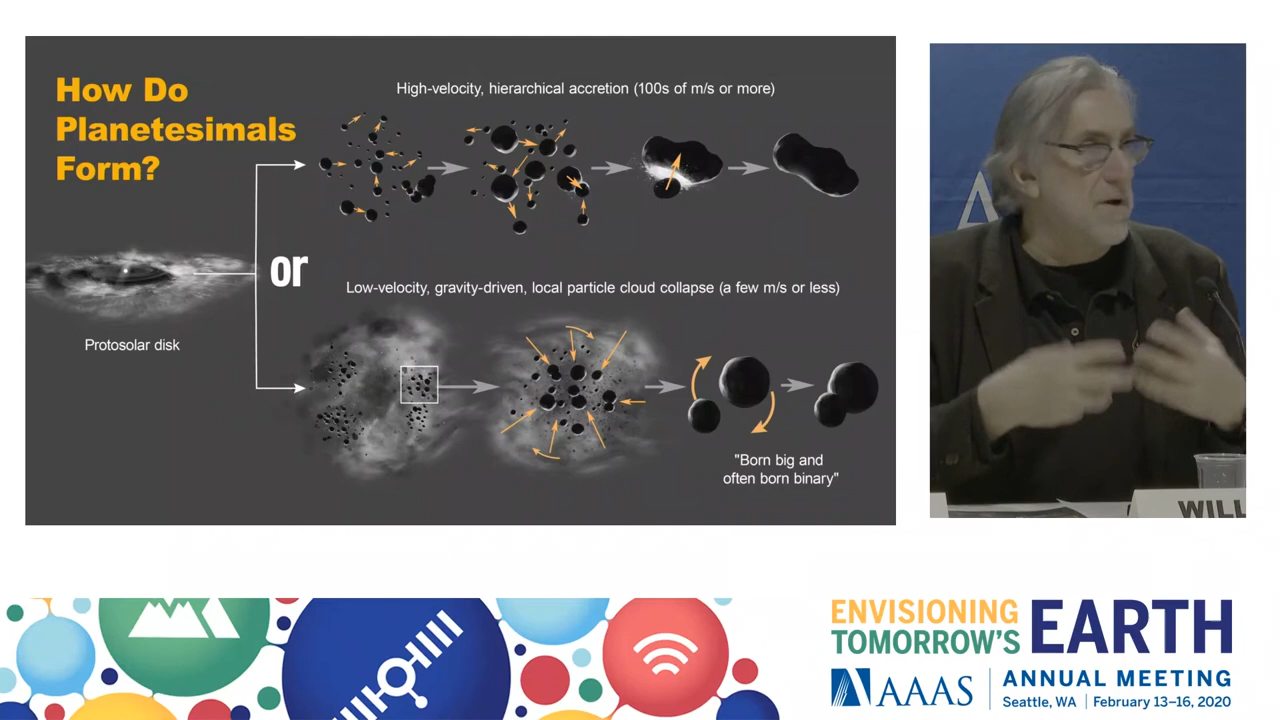 How Do
Planetesimals
Form?
High-velocity, hierarchical accretion (100s of m/s or more)
or
Low-velocity, gravity-driven, local particle cloud collapse (a few m/s or less)
Protosolar disk
"Born big and
often born binary"
WILL
ENVISIONING
TOMORROW'S
EARTH
AAAS
ANNUAL MEETING
Seattle, WA | February 13–16, 2020